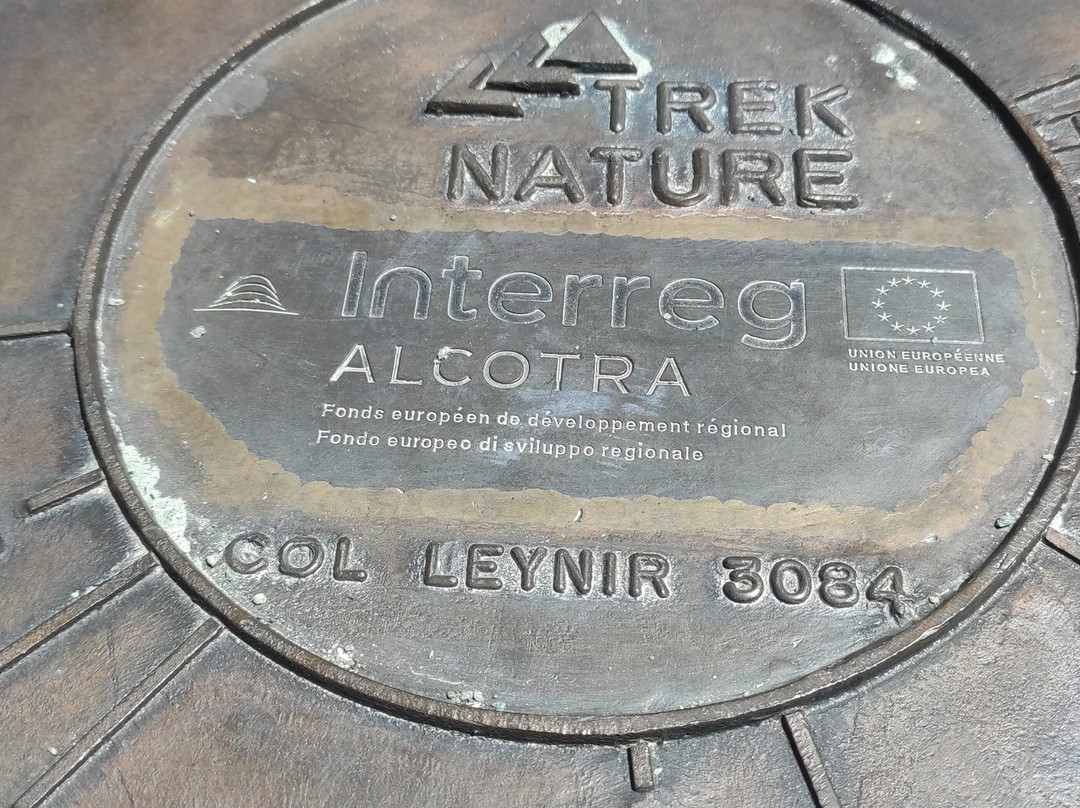 TREK
NATURE
Interreg
ALCOTRA
UNION EUROPÉENNE
UNIONE EUROPEA
Fonds européen de développement régional
Fondo europeo di sviluppo regionale
COL LEYNIR 3084